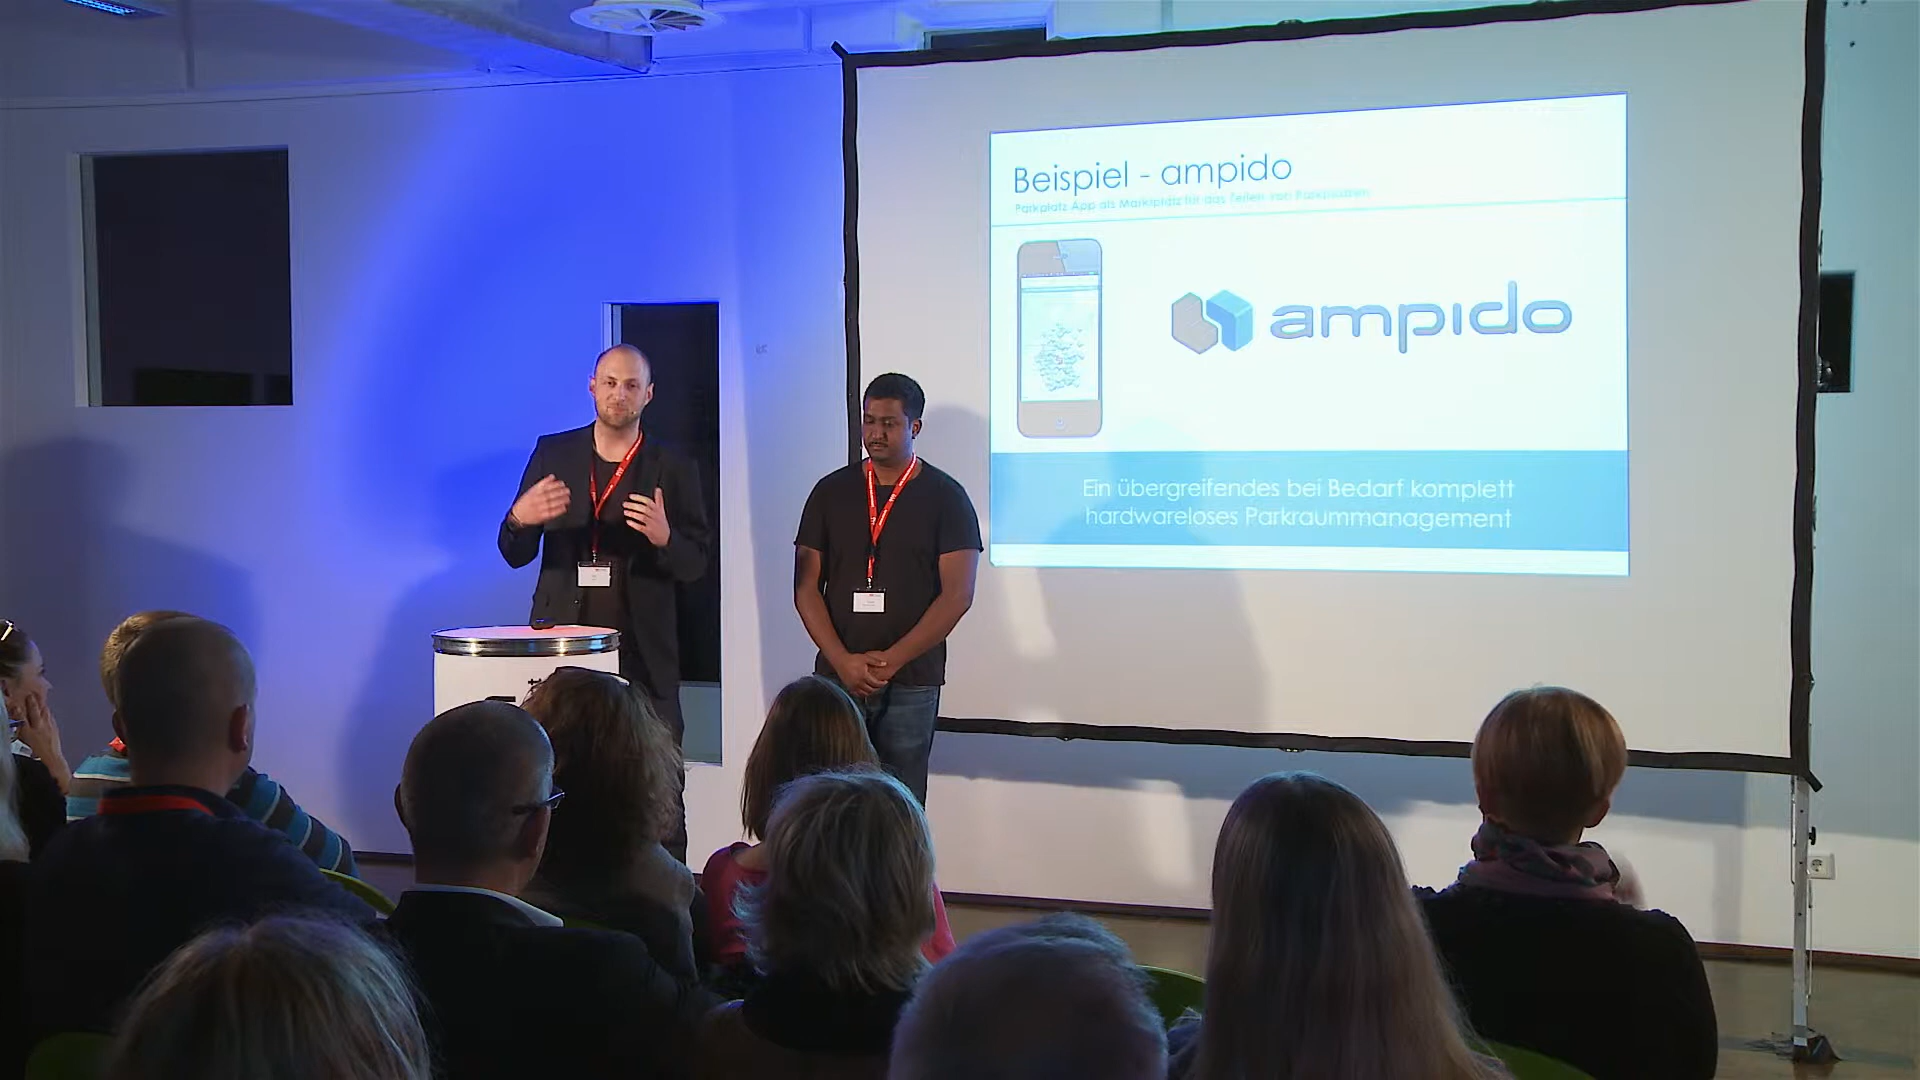 Beispiel - ampido
Parkplatz App als Marktplatz für das Teilen von Parkplätzen
ampido
Ein übergreifendes bei Bedarf komplett
hardwareloses Parkraummanagement